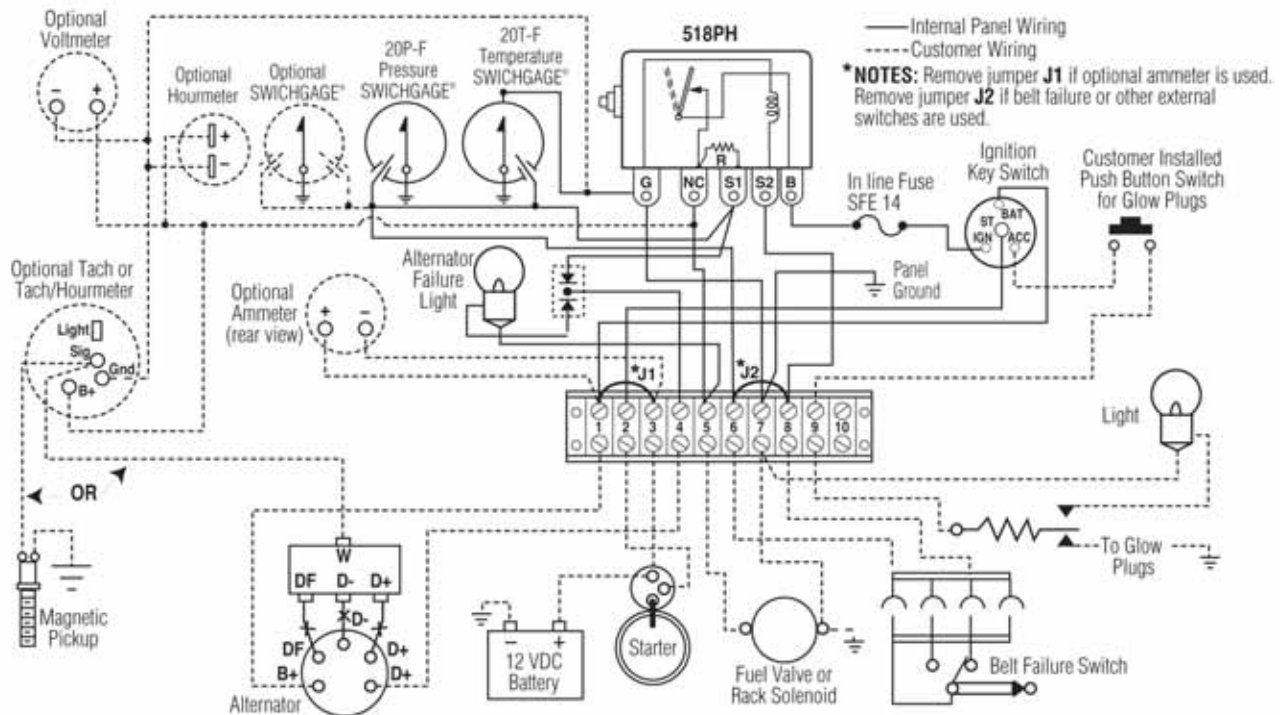 Optional
Voltmeter
- +
Optional
Hourmeter
+
-
Optional
SWICHGAGE®
20P-F
Pressure
SWICHGAGE®
20T-F
Temperature
SWICHGAGE®
518PH
R
G NC S1 S2 B
Internal Panel Wiring
Customer Wiring
*NOTES: Remove jumper J1 if optional ammeter is used.
Remove jumper J2 if belt failure or other external
switches are used.
In line Fuse
SFE 14
Ignition
Key Switch
BAT
ST
IGN ACC
Customer Installed
Push Button Switch
for Glow Plugs
Panel
Ground
Optional Tach or
Tach/Hourmeter
Light
Sig
Gnd
B+
Optional
Ammeter
(rear view)
+ -
Alternator
Failure
Light
*J1
*J2
1 2 3 4 5 6 7 8 9 10
Light
OR
Magnetic
Pickup
W
DF D- D+
D-
DF D+
B+ D+
Alternator
- +
12 VDC
Battery
Starter
Fuel Valve or
Rack Solenoid
To Glow
Plugs
Belt Failure Switch